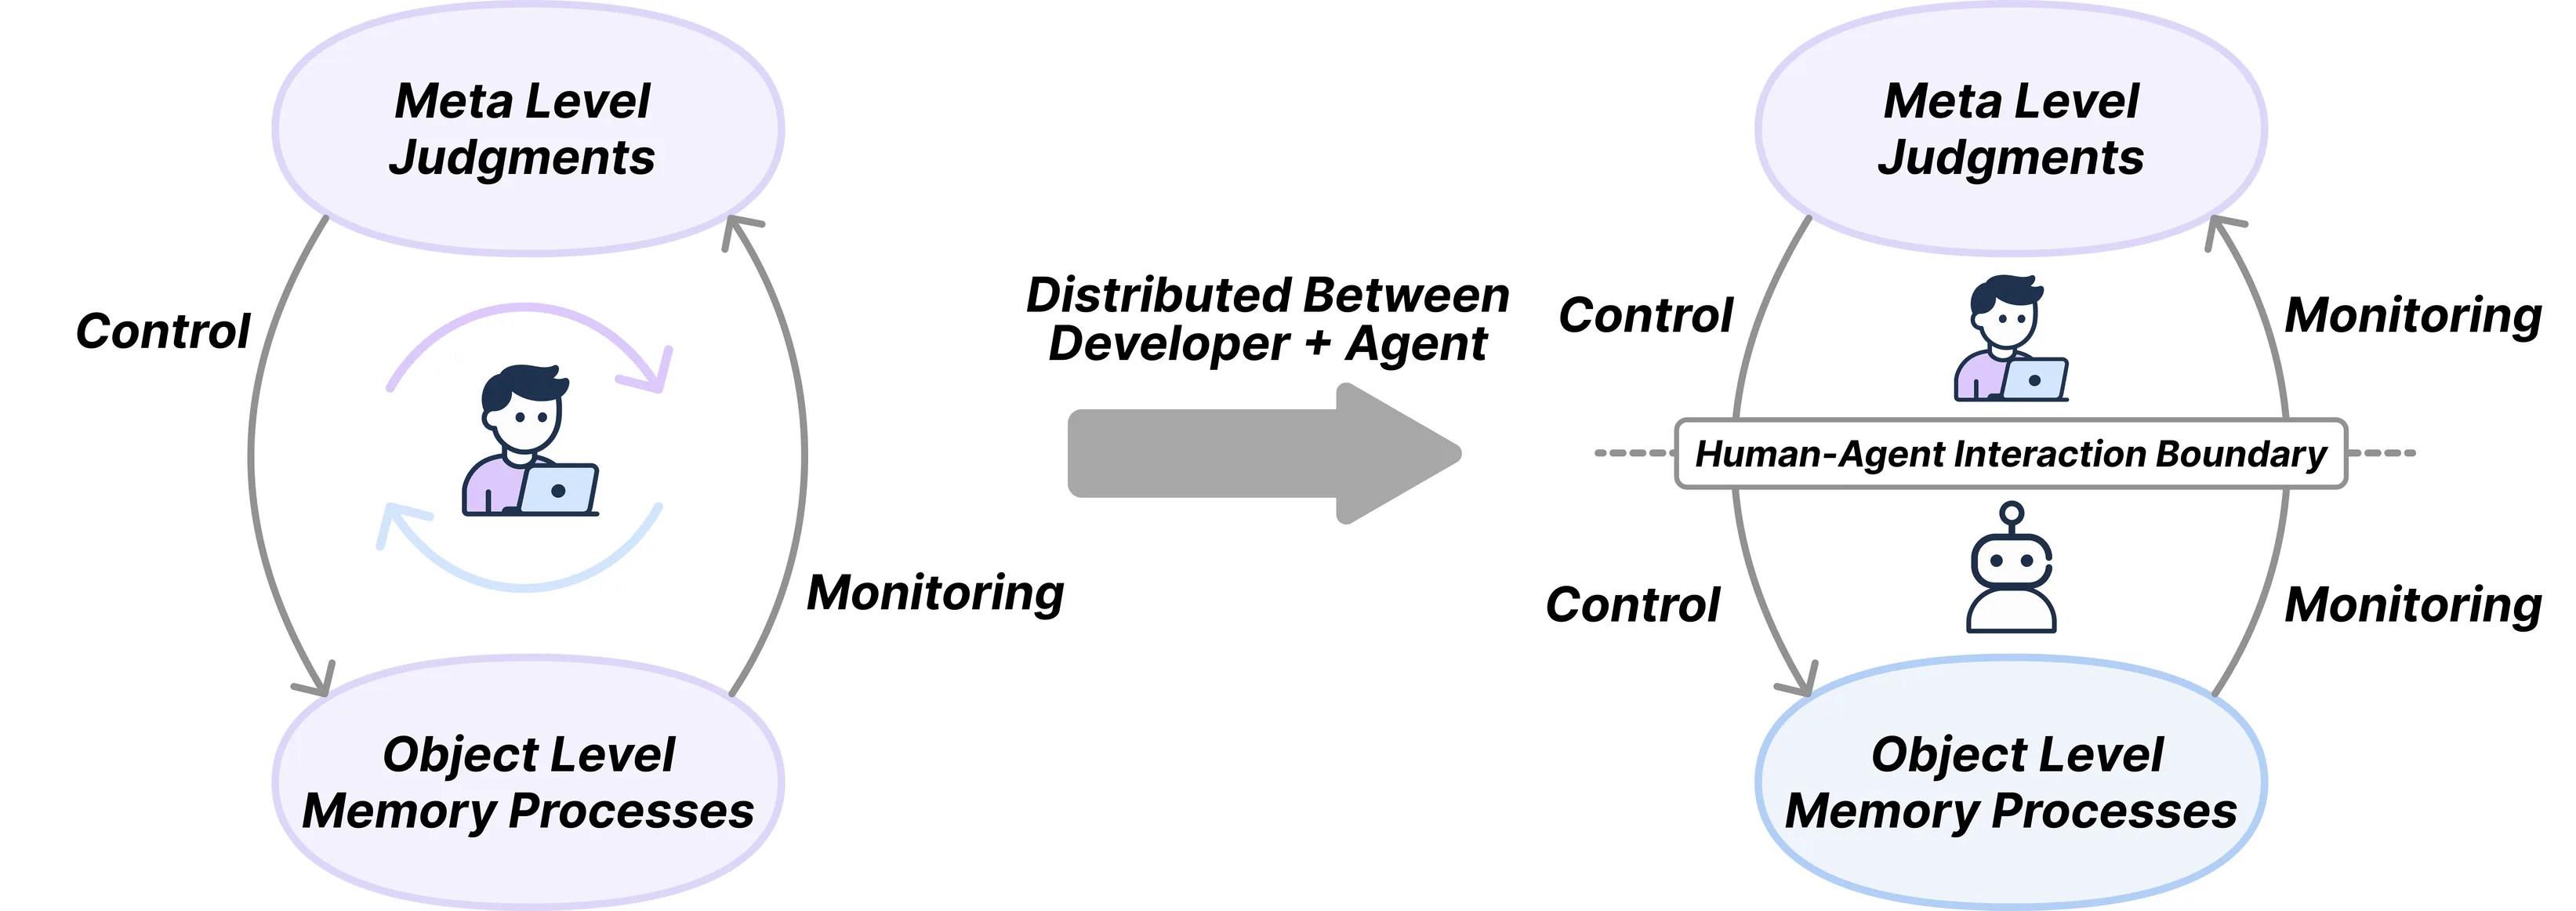 Meta Level
Judgments
Control
Monitoring
Object Level
Memory Processes
Distributed Between
Developer + Agent
Meta Level
Judgments
Control
Monitoring
Human-Agent Interaction Boundary
Control
Monitoring
Object Level
Memory Processes